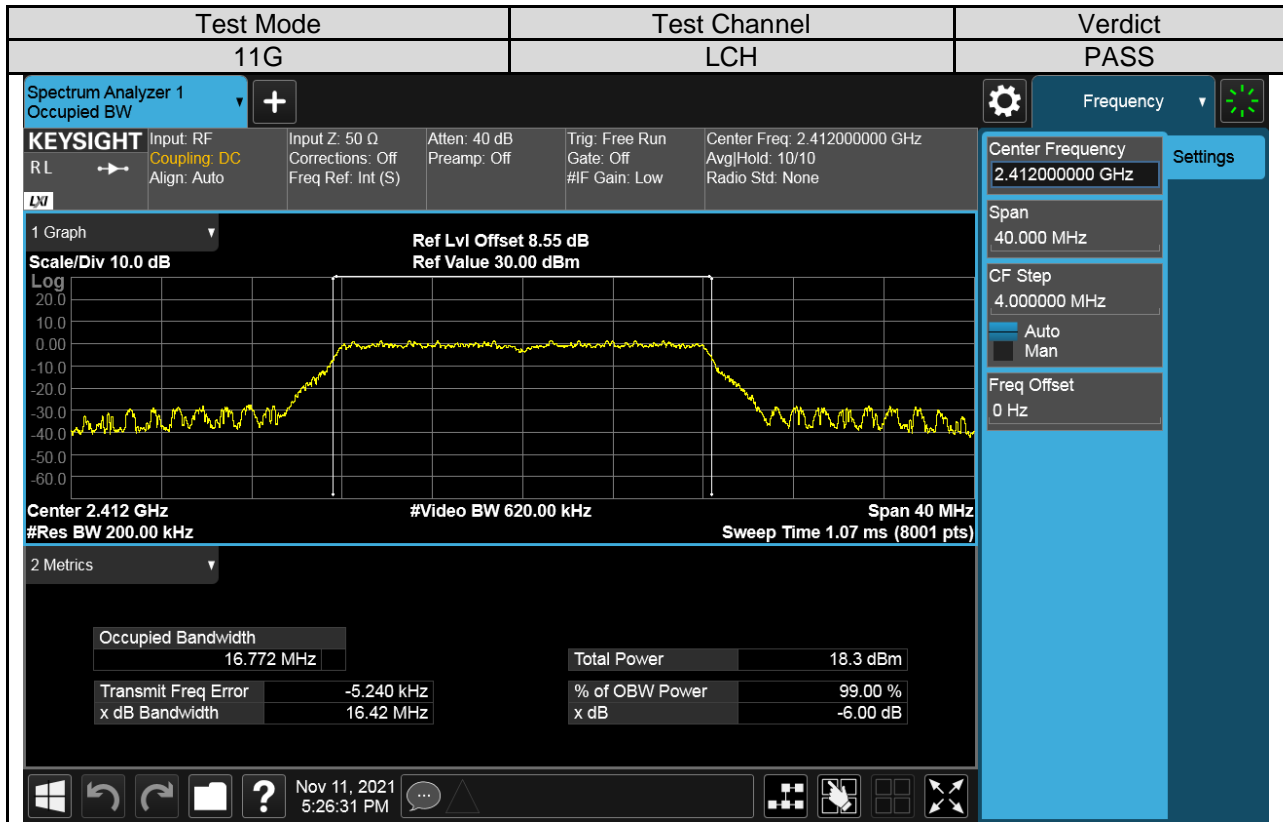 Test Mode Test Channel Verdict
11G LCH PASS
Spectrum Analyzer 1
Occupied BW
+
Frequency
KEYSIGHT Input: RF Input Z: 50 Ω Atten: 40 dB Trig: Free Run Center Freq: 2.412000000 GHz
R L Coupling: DC Corrections: Off Preamp: Off Gate: Off Avg|Hold: 10/10
Align: Auto Freq Ref: Int (S) #IF Gain: Low Radio Std: None
LXI
Center Frequency
2.412000000 GHz
Settings
Span
40.000 MHz
CF Step
4.000000 MHz
Auto
Man
Freq Offset
0 Hz
1 Graph
Ref Lvl Offset 8.55 dB
Scale/Div 10.0 dB Ref Value 30.00 dBm
Log
20.0
10.0
0.00
-10.0
-20.0
-30.0
-40.0
-50.0
-60.0
Center 2.412 GHz #Video BW 620.00 kHz Span 40 MHz
#Res BW 200.00 kHz Sweep Time 1.07 ms (8001 pts)
2 Metrics
Occupied Bandwidth
16.772 MHz Total Power 18.3 dBm
Transmit Freq Error -5.240 kHz % of OBW Power 99.00 %
x dB Bandwidth 16.42 MHz x dB -6.00 dB
?
Nov 11, 2021
5:26:31 PM